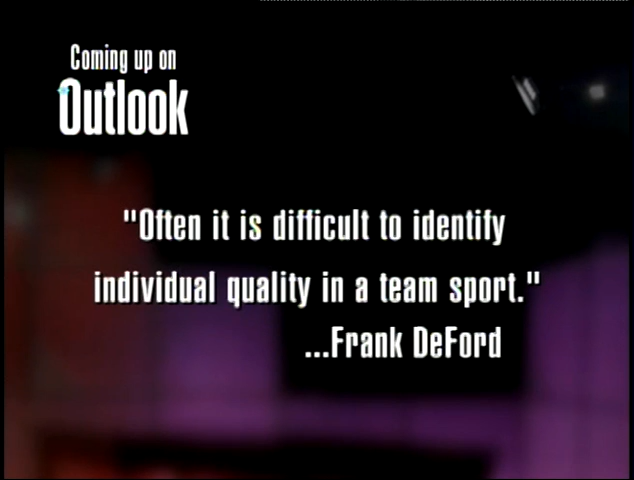 Coming up on
Outlook
"Often it is difficult to identify
individual quality in a team sport."
...Frank DeFord